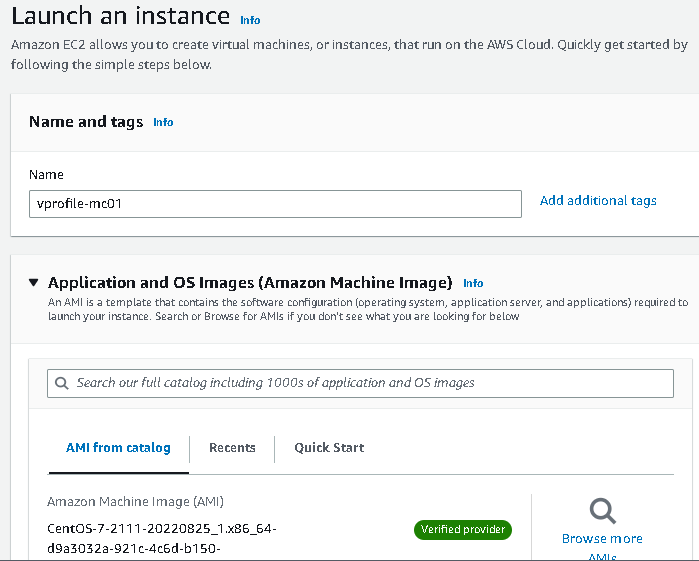 Launch an instance Info
Amazon EC2 allows you to create virtual machines, or instances, that run on the AWS Cloud. Quickly get started by
following the simple steps below.
Name and tags Info
Name
vprofile-mc01
Add additional tags
Application and OS Images (Amazon Machine Image) Info
An AMI is a template that contains the software configuration (operating system, application server, and applications) required to
launch your instance. Search or Browse for AMIs if you don't see what you are looking for below
Search our full catalog including 1000s of application and OS images
AMI from catalog
Recents
Quick Start
Amazon Machine Image (AMI)
CentOS-7-2111-20220825_1.x86_64-
d9a3032a-921c-4c6d-b150-
Verified provider
Browse more
AMIs